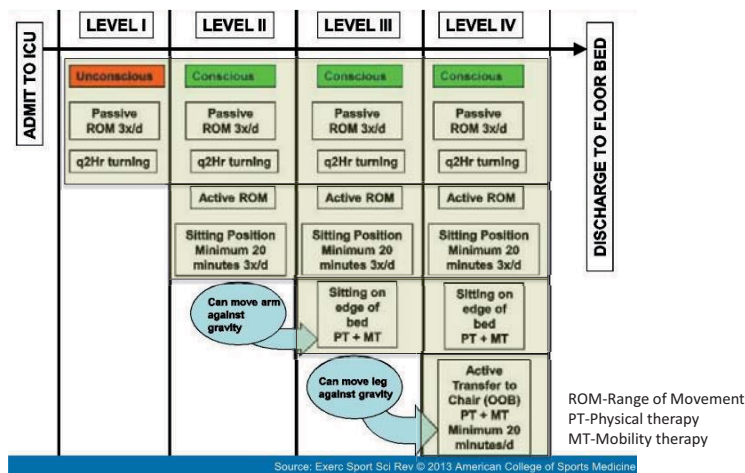 LEVEL I
LEVEL II
LEVEL III
LEVEL IV
ADMIT TO ICU
DISCHARGE TO FLOOR BED
Unconscious
Conscious
Conscious
Conscious
Passive
ROM 3x/d
Passive
ROM 3x/d
Passive
ROM 3x/d
Passive
ROM 3x/d
q2Hr turning
q2Hr turning
q2Hr turning
q2Hr turning
Active ROM
Active ROM
Active ROM
Sitting Position
Minimum 20
minutes 3x/d
Sitting Position
Minimum 20
minutes 3x/d
Sitting Position
Minimum 20
minutes 3x/d
Can move arm
against
gravity
Sitting on
edge of
bed
PT + MT
Sitting on
edge of
bed
PT + MT
Can move leg
against gravity
Active
Transfer to
Chair (OOB)
PT + MT
Minimum 20
minutes/d
ROM-Range of Movement
PT-Physical therapy
MT-Mobility therapy
Source: Exerc Sport Sci Rev © 2013 American College of Sports Medicine